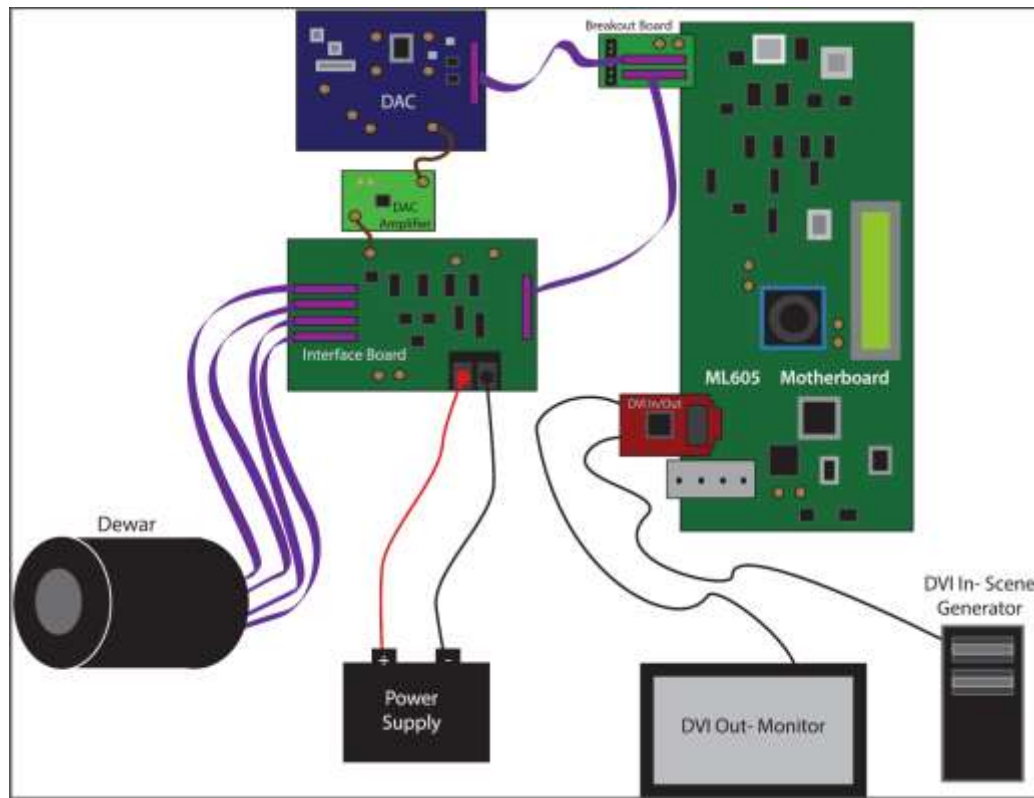 Breakout Board
DAC
DAC
Amplifier
Interface Board
ML605 Motherboard
DVI In/Out
Dewar
DVI In- Scene
Generator
+ -
Power
Supply
DVI Out- Monitor